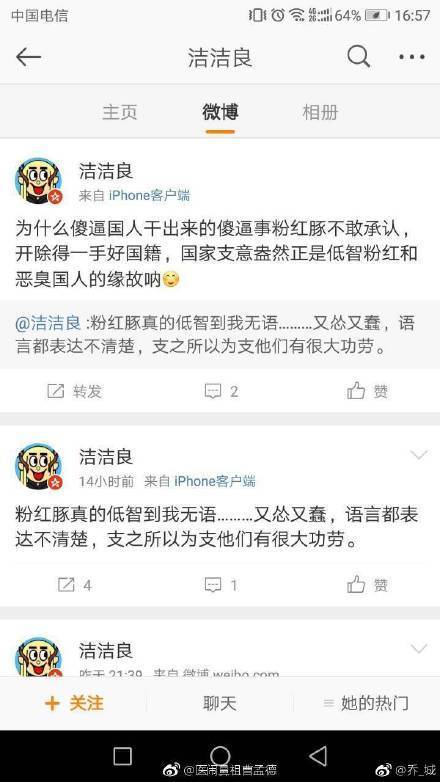 中国电信 64% 16:57
洁洁良
主页 微博 相册
洁洁良
来自 iPhone客户端
为什么傻逼国人干出来的傻逼事粉红豚不敢承认，
开除得一手好国籍，国家支意盎然正是低智粉红和
恶臭国人的缘故呐
@洁洁良 :粉红豚真的低智到我无语………又怂又蠢，语
言都表达不清楚，支之所以为支他们有很大功劳。
转发 2 赞
洁洁良
14小时前 来自 iPhone客户端
粉红豚真的低智到我无语………又怂又蠢，语言都表
达不清楚，支之所以为支他们有很大功劳。
4 1 赞
洁洁良
昨天 21:39 来自 微博 weibo.com
+ 关注 聊天 她的热门
@乔_域